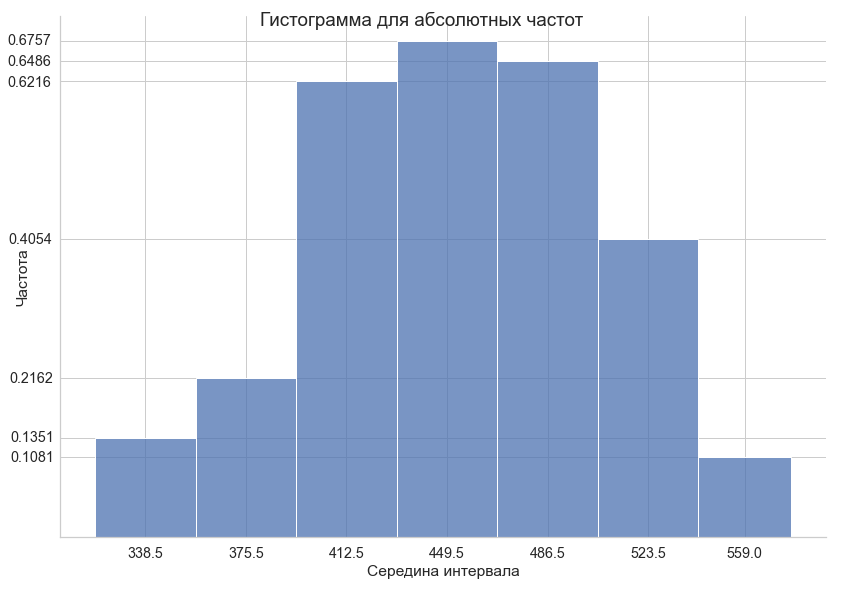 Гистограмма для абсолютных частот
0.6757
0.6486
0.6216
0.4054
0.2162
0.1351
0.1081
Частота
338.5 375.5 412.5 449.5 486.5 523.5 559.0
Середина интервала